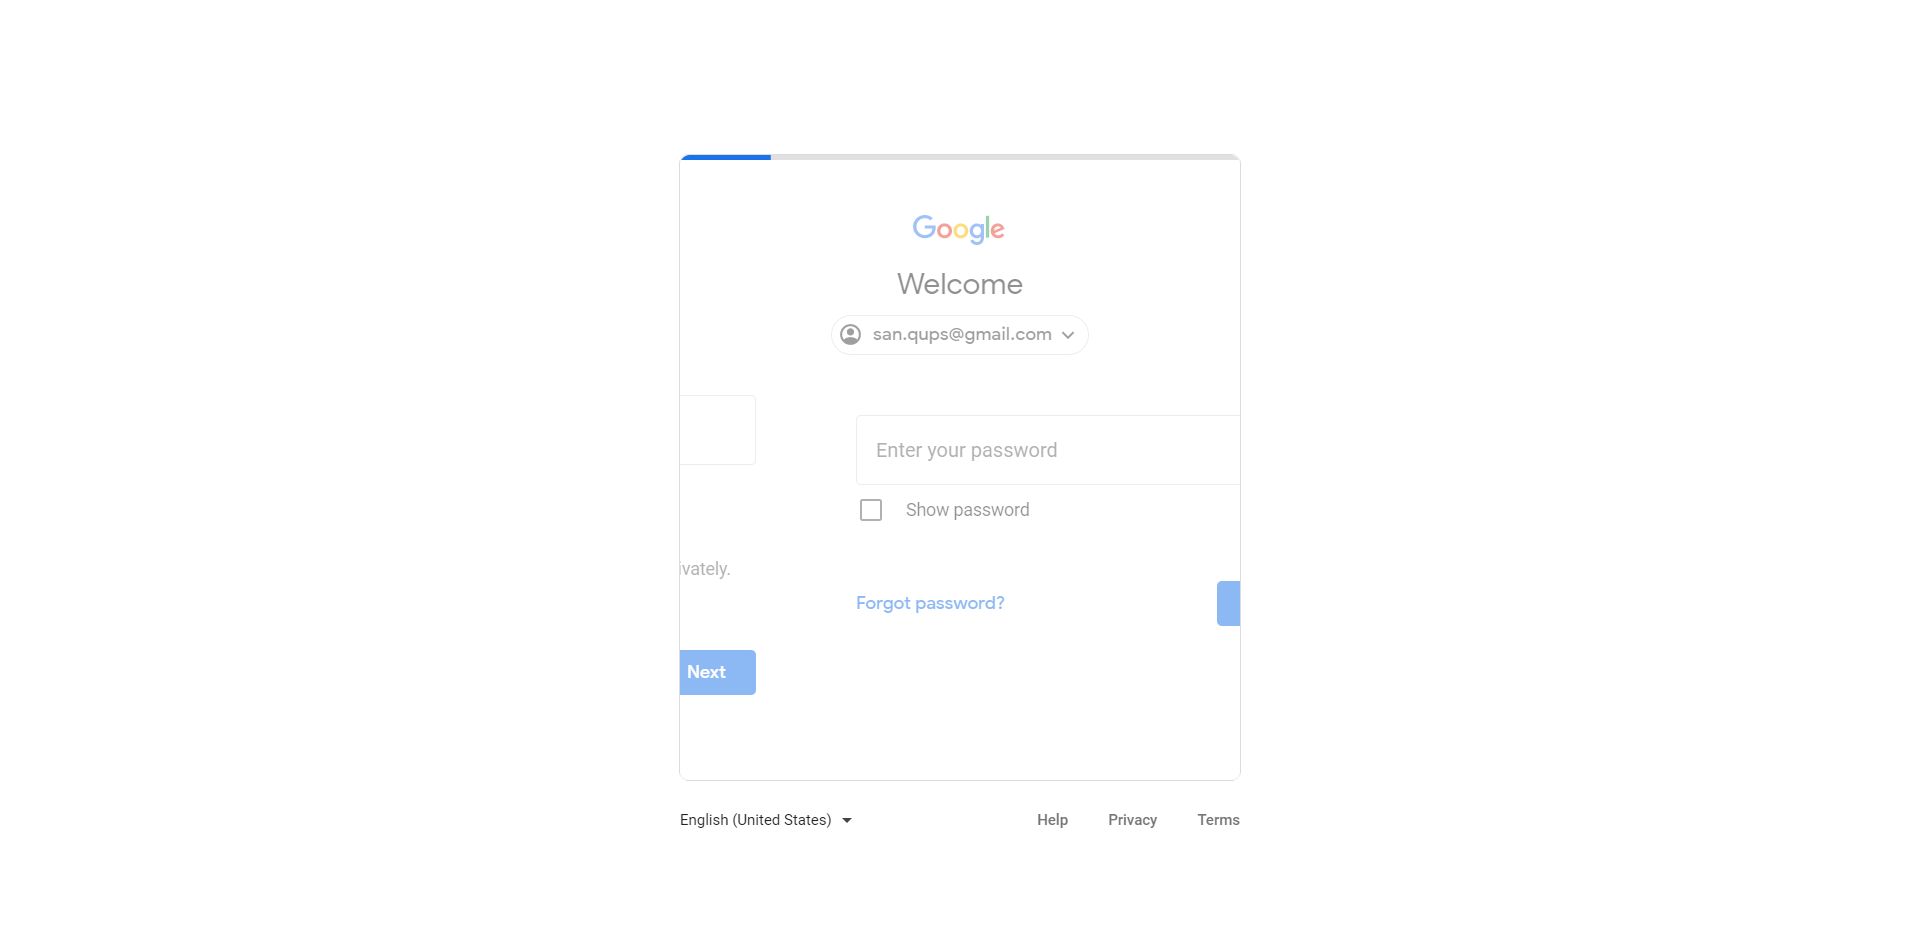 Google
Welcome
san.qups@gmail.com
Enter your password
Show password
ivately.
Forgot password?
Next
English (United States)
Help Privacy Terms